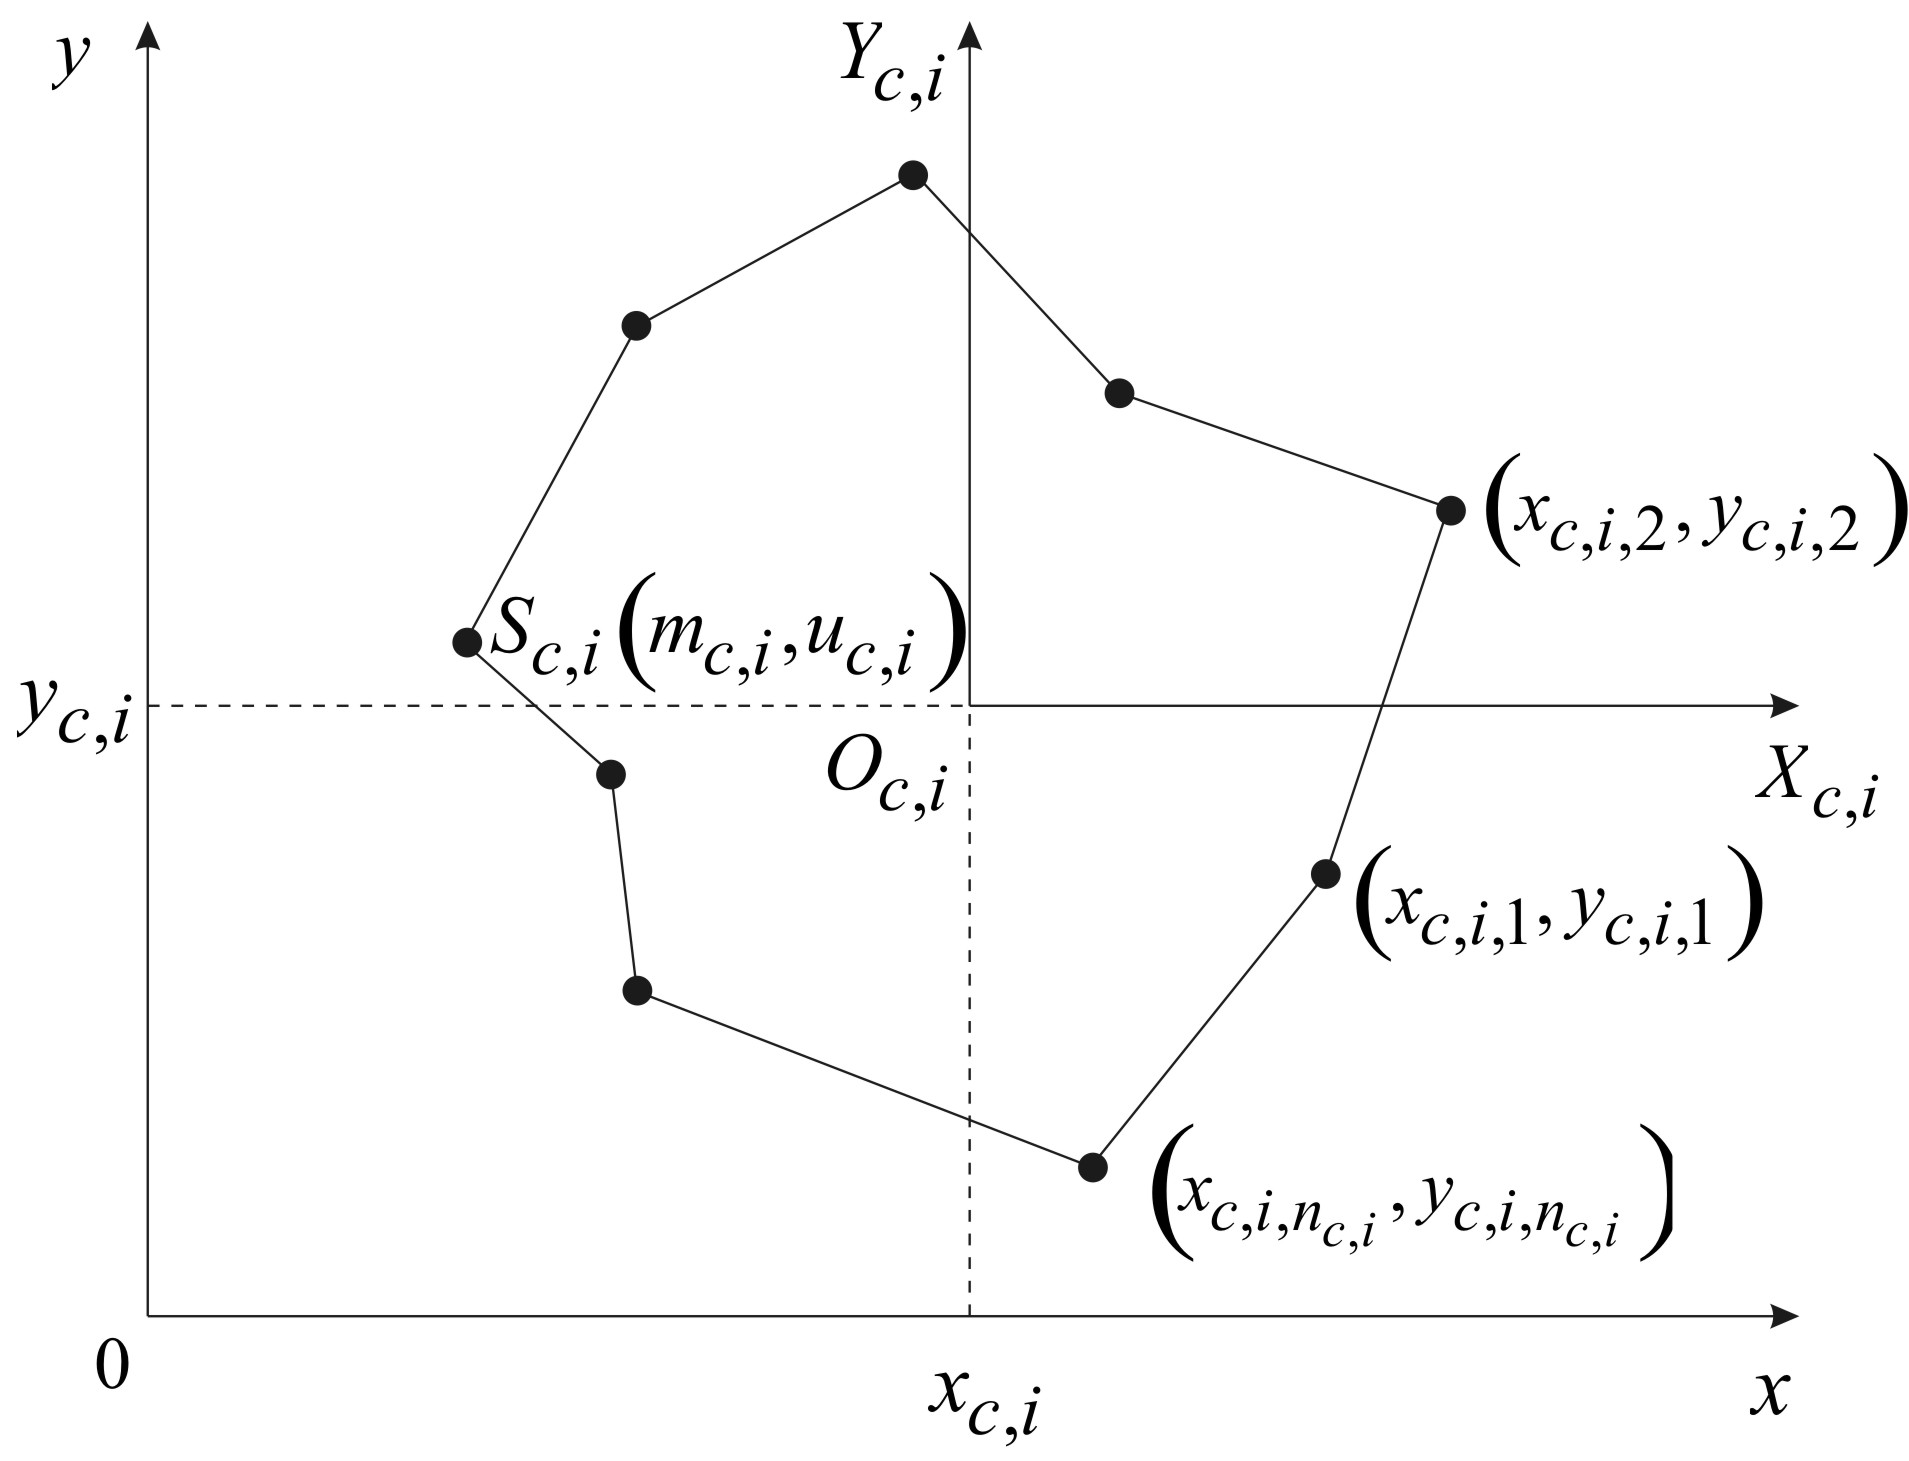 y
Y_{c,i}
(x_{c,i,2}, y_{c,i,2})
S_{c,i}(m_{c,i}, u_{c,i})
y_{c,i}
O_{c,i}
X_{c,i}
(x_{c,i,1}, y_{c,i,1})
(x_{c,i,n_{c,i}}, y_{c,i,n_{c,i}})
0
x_{c,i}
x